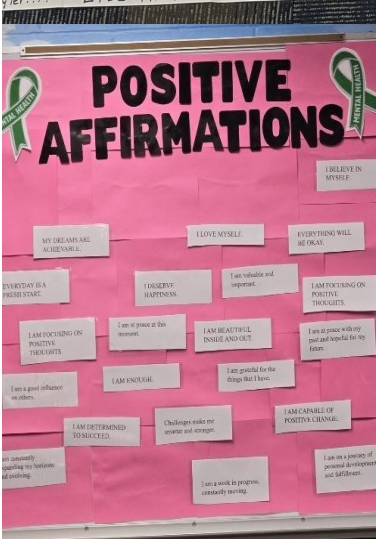 POSITIVE
AFFIRMATIONS
MENTAL HEALTH
MENTAL HEALTH
I BELIEVE IN
MYSELF.
MY DREAMS ARE
ACHIEVABLE.
I LOVE MYSELF.
EVERYTHING WILL
BE OKAY.
EVERYDAY IS A
FRESH START.
I DESERVE
HAPPINESS.
I am valuable and
important.
I AM FOCUSING ON
POSITIVE
THOUGHTS.
I AM FOCUSING ON
POSITIVE
THOUGHTS
I am at peace at this
moment.
I AM BEAUTIFUL
INSIDE AND OUT.
I am at peace with my
past and hopeful for my
future.
I am a good influence
on others.
I AM ENOUGH.
I am grateful for the
things that I have.
I AM DETERMINED
TO SUCCEED.
Challenges make me
smarter and stronger.
I AM CAPABLE OF
POSITIVE CHANGE.
am constantly
expanding my horizons
and evolving.
I am a work in progress,
constantly moving.
I am on a journey of
personal development
and fulfillment.